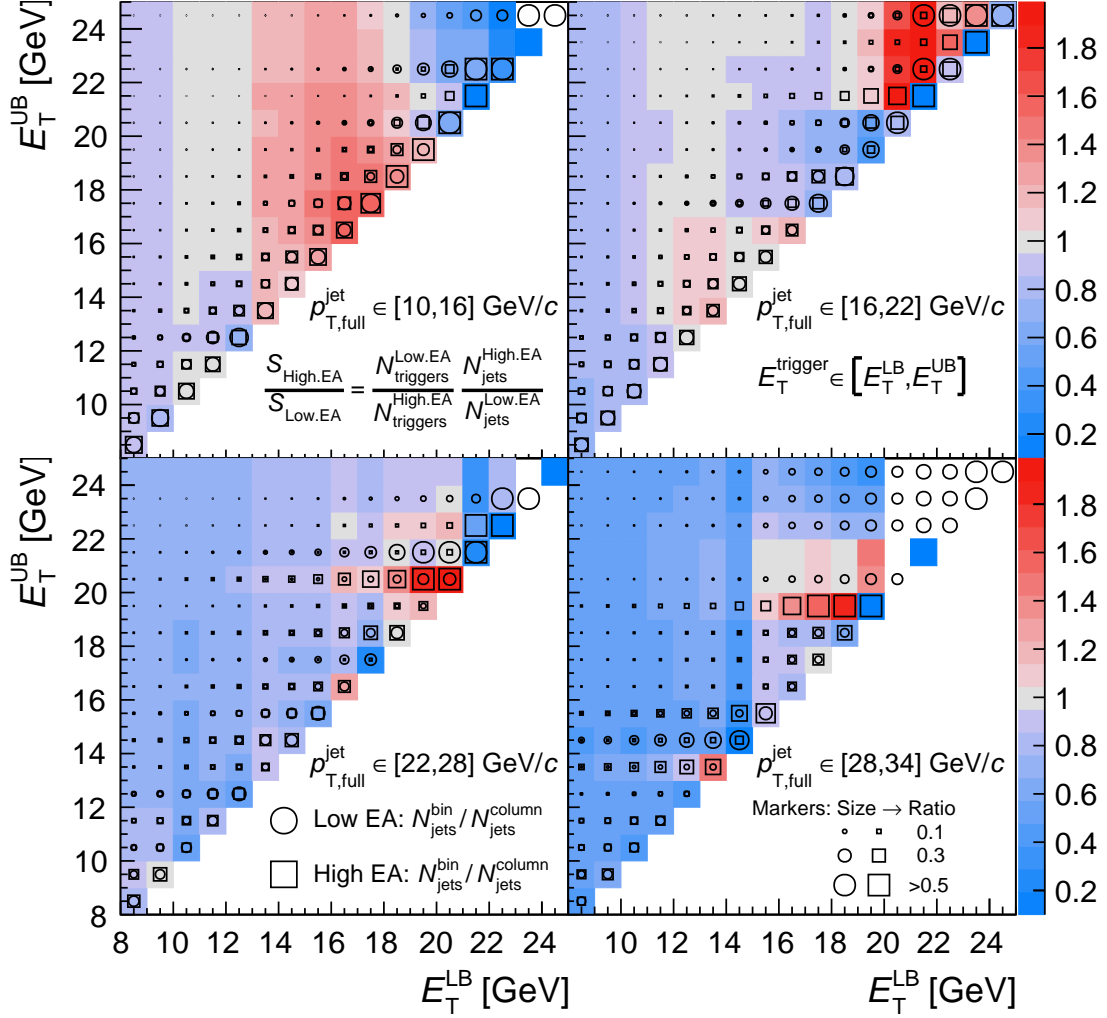 E_T^UB [GeV]
24
22
20
18
16
14
12
10
p_T,full^jet ∈ [10,16] GeV/c
S_High.EA / S_Low.EA = N_triggers^Low.EA / N_triggers^High.EA N_jets^High.EA / N_jets^Low.EA
p_T,full^jet ∈ [16,22] GeV/c
E_T^trigger ∈ [E_T^LB, E_T^UB]
1.8
1.6
1.4
1.2
1
0.8
0.6
0.4
0.2
E_T^UB [GeV]
24
22
20
18
16
14
12
10
8
p_T,full^jet ∈ [22,28] GeV/c
Low EA: N_jets^bin / N_jets^column
High EA: N_jets^bin / N_jets^column
p_T,full^jet ∈ [28,34] GeV/c
Markers: Size → Ratio
0.1
0.3
>0.5
1.8
1.6
1.4
1.2
1
0.8
0.6
0.4
0.2
8 10 12 14 16 18 20 22 24
10 12 14 16 18 20 22 24
E_T^LB [GeV]
E_T^LB [GeV]